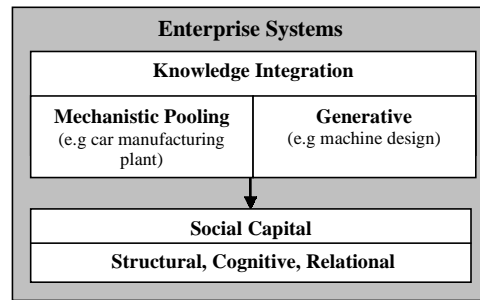 Enterprise Systems
Knowledge Integration
Mechanistic Pooling
(e.g car manufacturing
plant)
Generative
(e.g machine design)
Social Capital
Structural, Cognitive, Relational